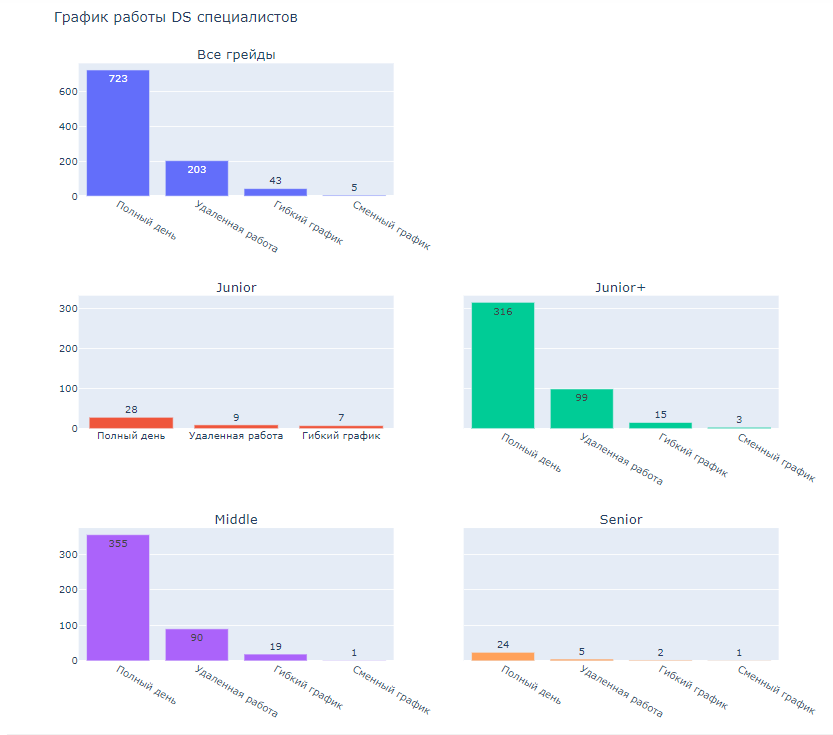 График работы DS специалистов
Все грейды
600
400
200
0
723
203
43
5
Полный день
Удаленная работа
Гибкий график
Сменный график
Junior
300
200
100
0
28
9
7
Полный день
Удаленная работа
Гибкий график
Junior+
316
99
15
3
Полный день
Удаленная работа
Гибкий график
Сменный график
Middle
300
200
100
0
355
90
19
1
Полный день
Удаленная работа
Гибкий график
Сменный график
Senior
24
5
2
1
Полный день
Удаленная работа
Гибкий график
Сменный график